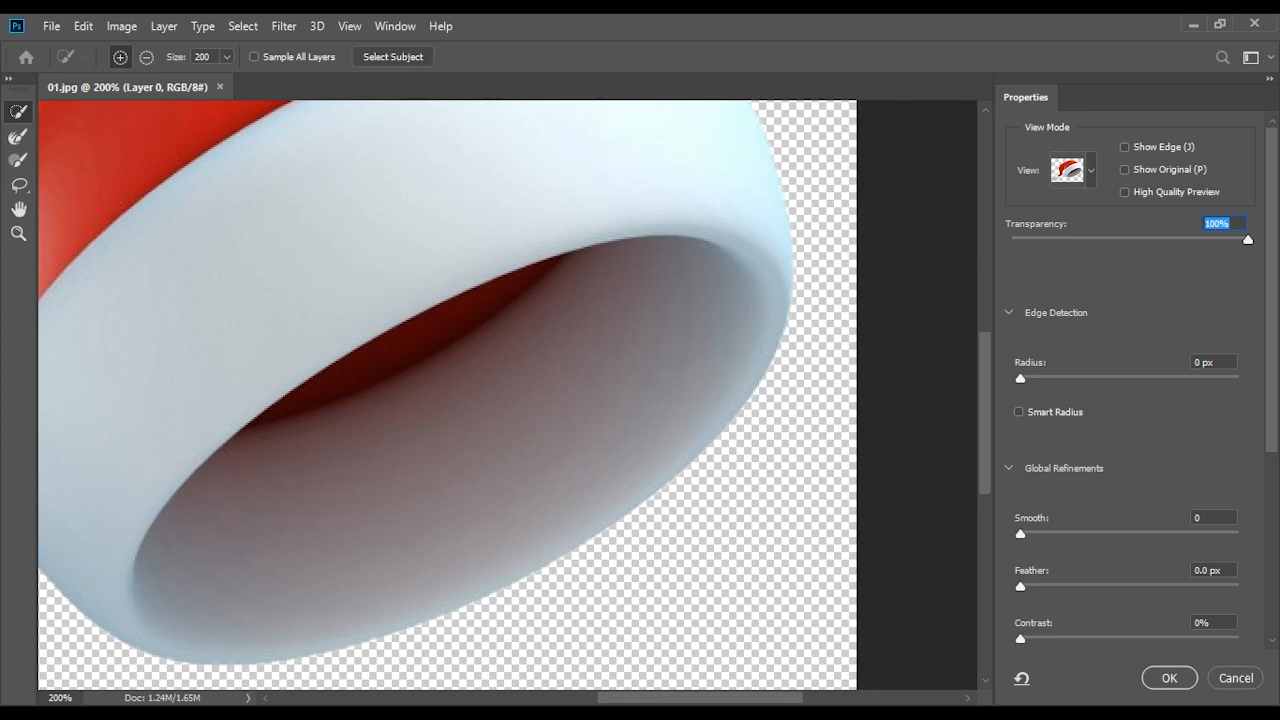 Ps File Edit Image Layer Type Select Filter 3D View Window Help
Size: 200 Sample All Layers Select Subject
01.jpg @ 200% (Layer 0, RGB/8#) ×
Properties
View Mode
Show Edge (J)
View: Show Original (P)
High Quality Preview
Transparency: 100%
Edge Detection
Radius: 0 px
Smart Radius
Global Refinements
Smooth: 0
Feather: 0.0 px
Contrast: 0%
OK Cancel
200% Doc: 1.24M/1.65M